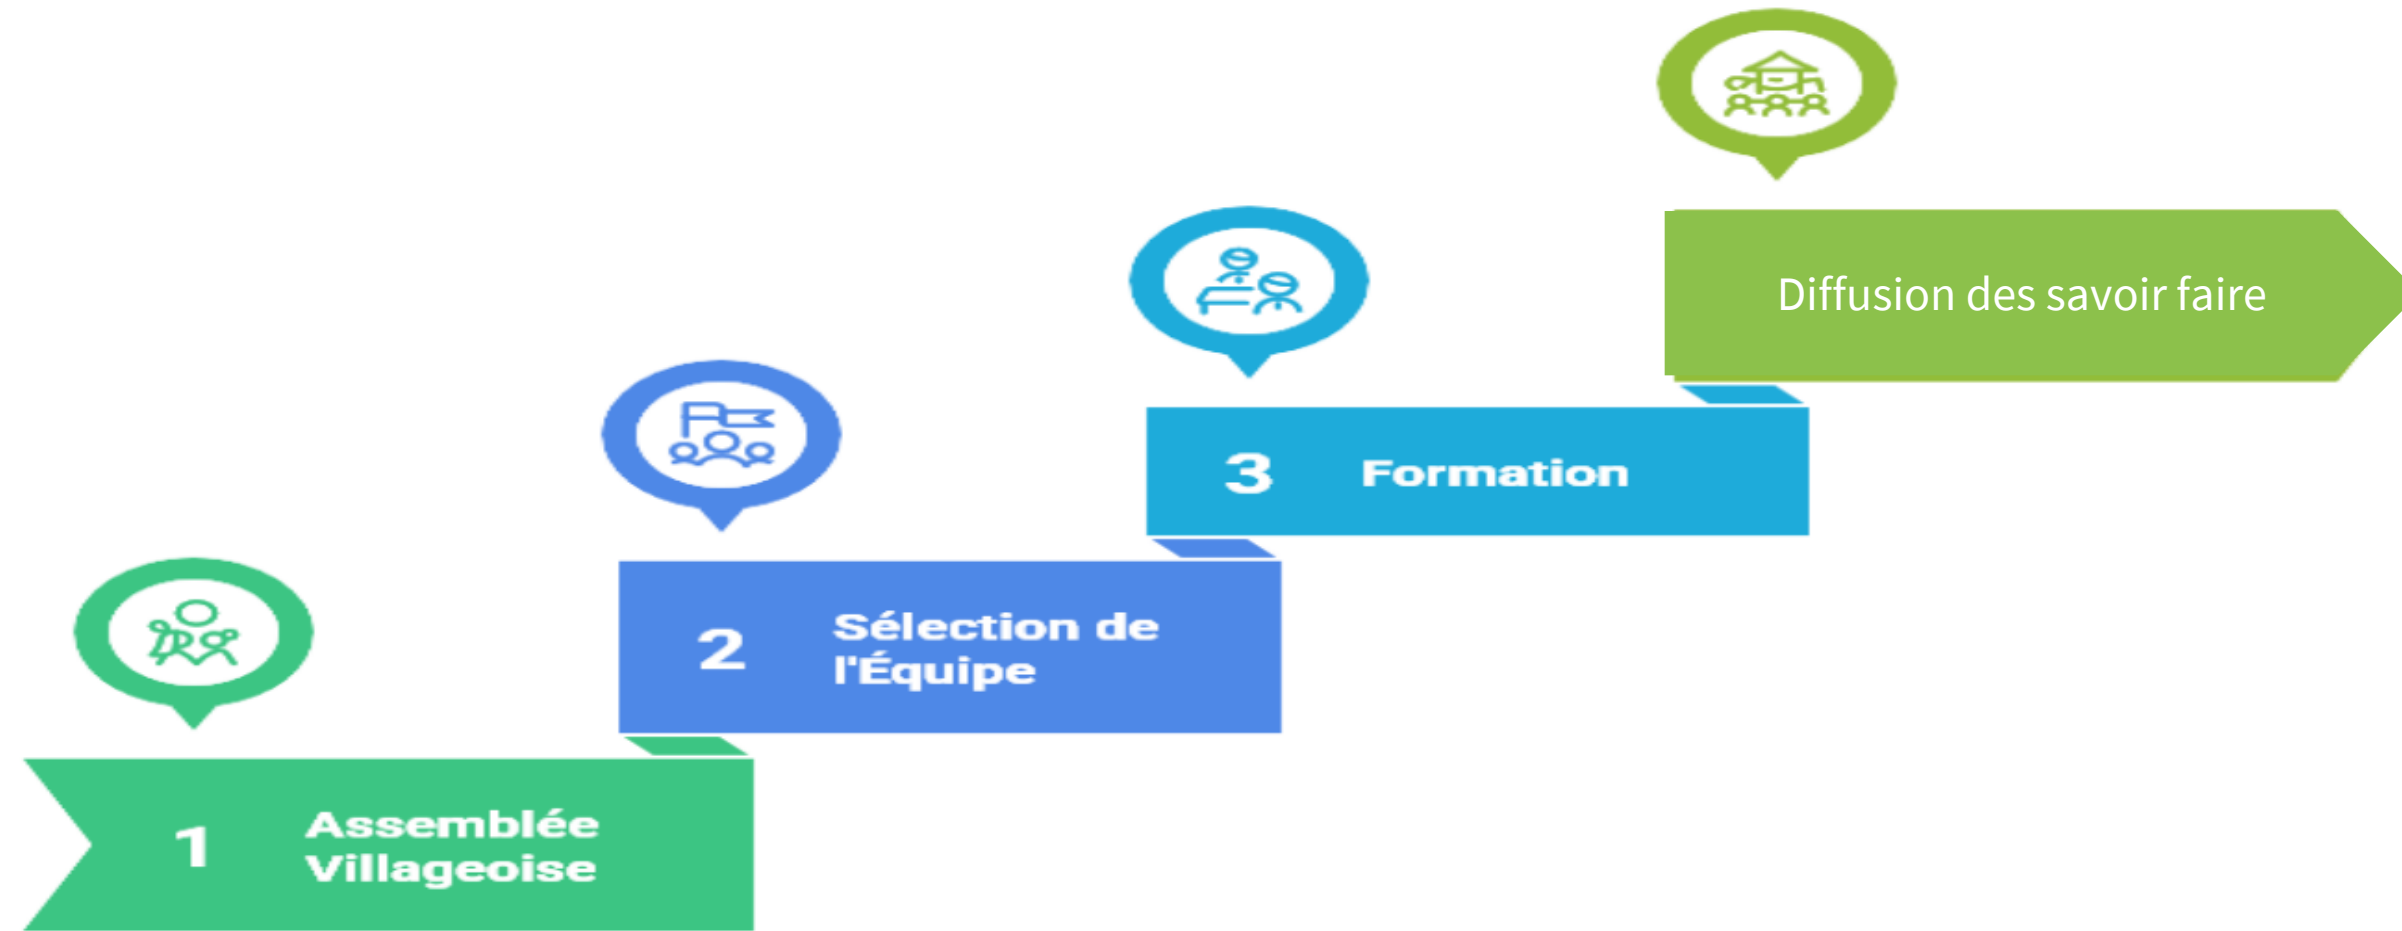 1
Assemblée
Villageoise
2
Sélection de
l'Équipe
3
Formation
Diffusion des savoir faire